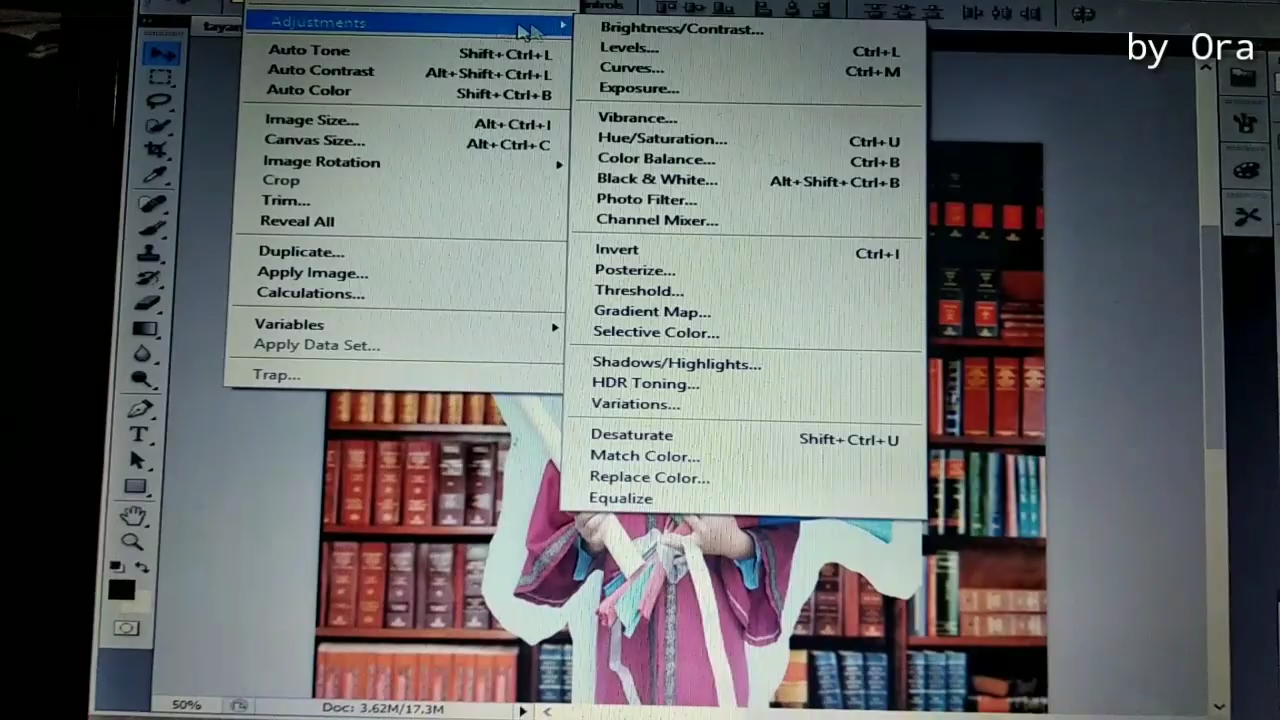 by Ora
Adjustments
Auto Tone Shift+Ctrl+L
Auto Contrast Alt+Shift+Ctrl+L
Auto Color Shift+Ctrl+B
Image Size... Alt+Ctrl+I
Canvas Size... Alt+Ctrl+C
Image Rotation
Crop
Trim...
Reveal All
Duplicate...
Apply Image...
Calculations...
Variables
Apply Data Set...
Trap...
Brightness/Contrast...
Levels... Ctrl+L
Curves... Ctrl+M
Exposure...
Vibrance...
Hue/Saturation... Ctrl+U
Color Balance... Ctrl+B
Black & White... Alt+Shift+Ctrl+B
Photo Filter...
Channel Mixer...
Invert Ctrl+I
Posterize...
Threshold...
Gradient Map...
Selective Color...
Shadows/Highlights...
HDR Toning...
Variations...
Desaturate Shift+Ctrl+U
Match Color...
Replace Color...
Equalize
50% Doc: 3.62M/17.3M